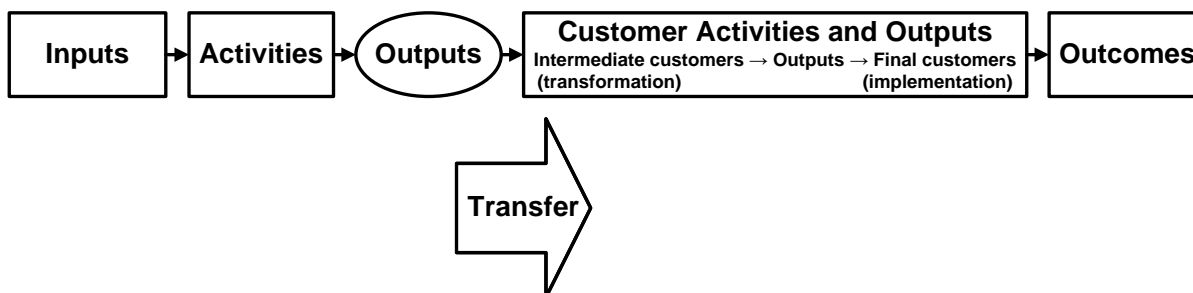 Inputs
Activities
Outputs
Customer Activities and Outputs
Intermediate customers → Outputs → Final customers
(transformation) (implementation)
Outcomes
Transfer